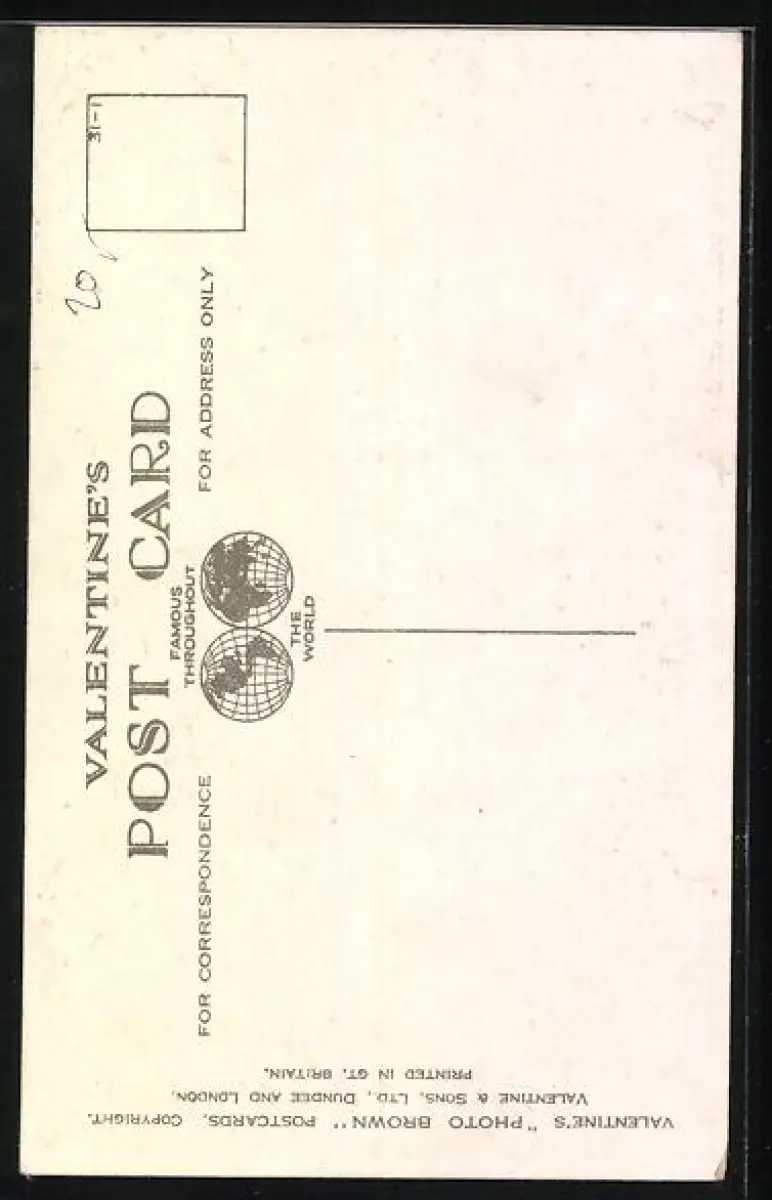 VALENTINE'S
POST CARD
FAMOUS
THROUGHOUT
THE
WORLD
FOR CORRESPONDENCE
FOR ADDRESS ONLY
31-1
20
VALENTINE'S "PHOTO BROWN" POSTCARDS. COPYRIGHT.
VALENTINE & SONS, LTD., DUNDEE AND LONDON.
PRINTED IN GT. BRITAIN.